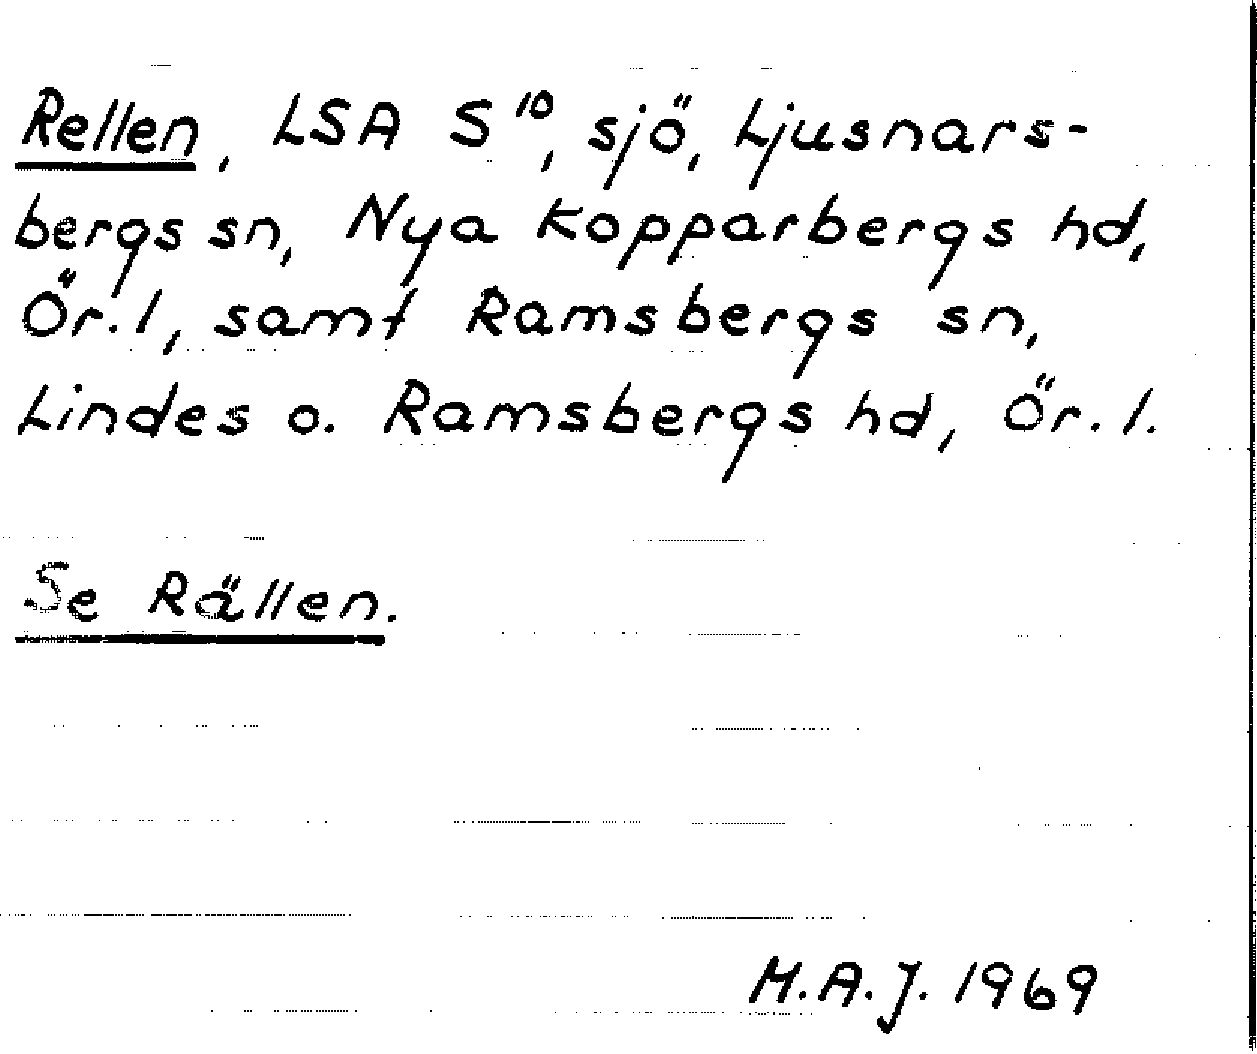 Rellen, LSA S¹⁰, sjö, Ljusnars-
bergs sn, Nya Kopparbergs hd,
Ör. l, samt Ramsbergs sn,
Lindes o. Ramsbergs hd, Ör. l.
Se Rällen.
M.A.J. 1969